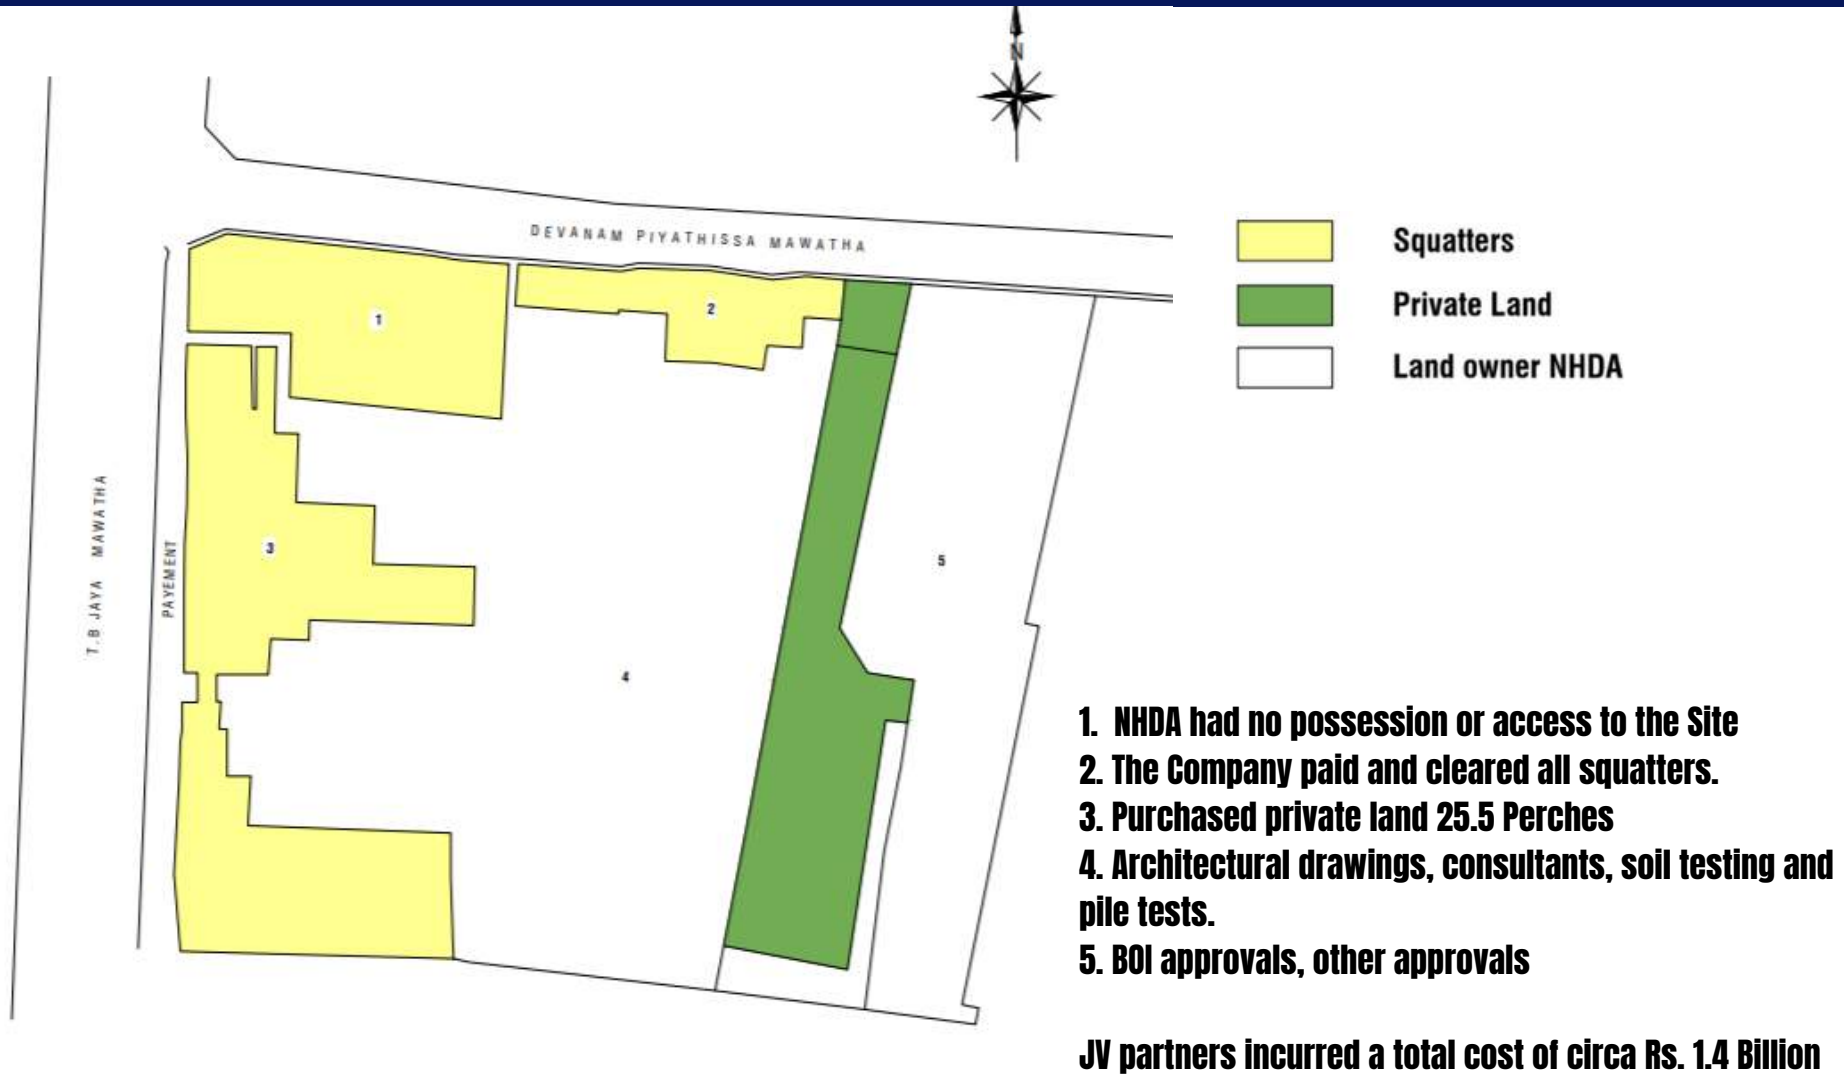 N
DEVANAM PIYATHISSA MAWATHA
1
2
3
4
5
T.B JAYA MAWATHA
PAYEMENT
Squatters
Private Land
Land owner NHDA
1. NHDA had no possession or access to the Site
2. The Company paid and cleared all squatters.
3. Purchased private land 25.5 Perches
4. Architectural drawings, consultants, soil testing and
pile tests.
5. BOI approvals, other approvals
JV partners incurred a total cost of circa Rs. 1.4 Billion